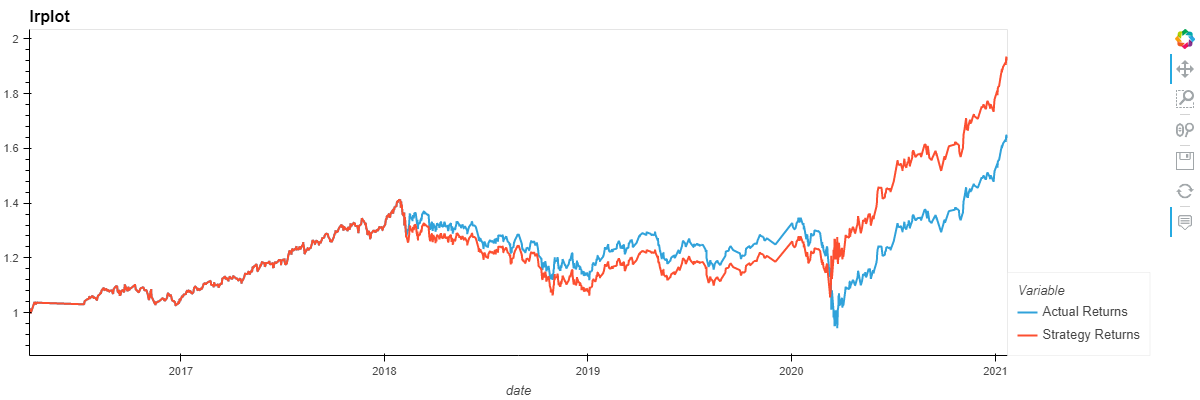 lrplot
2
1.8
1.6
1.4
1.2
1
2017
2018
2019
2020
2021
date
Variable
Actual Returns
Strategy Returns